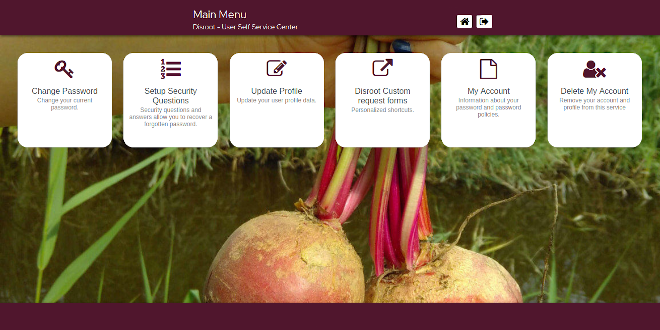 Main Menu
Disroot - User Self Service Center
Change Password
Change your current
password.
Setup Security
Questions
Security questions and
answers allow you to recover a
forgotten password.
Update Profile
Update your user profile data.
Disroot Custom
request forms
Personalized shortcuts.
My Account
Information about your
password and password
policies.
Delete My Account
Remove your account and
profile from this service